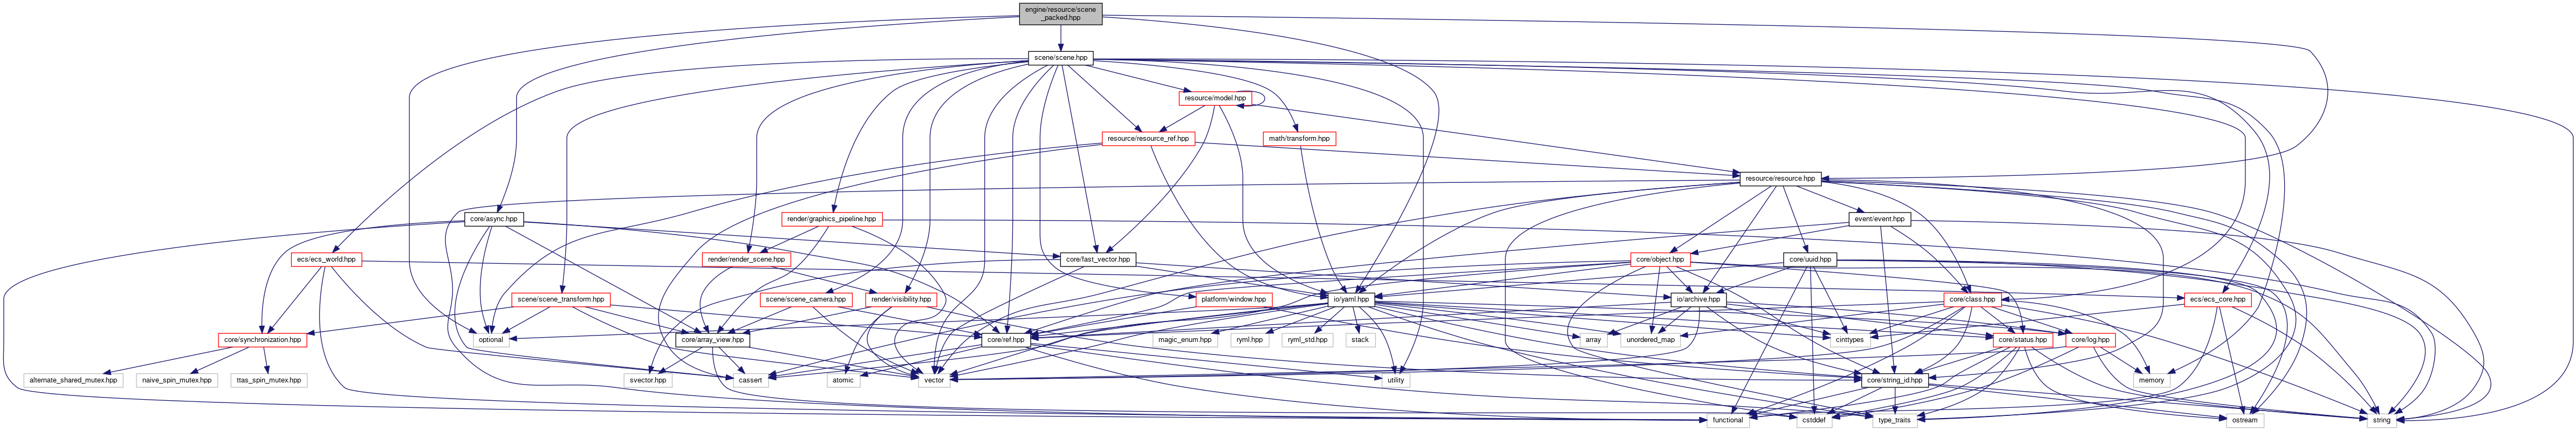 engine/resource/scene
_packed.hpp
scene/scene.hpp
resource/model.hpp
resource/resource_ref.hpp
math/transform.hpp
resource/resource.hpp
core/async.hpp
render/graphics_pipeline.hpp
event/event.hpp
ecs/ecs_world.hpp
render/render_scene.hpp
core/fast_vector.hpp
core/object.hpp
core/uuid.hpp
scene/scene_transform.hpp
scene/scene_camera.hpp
render/visibility.hpp
platform/window.hpp
io/yaml.hpp
io/archive.hpp
core/class.hpp
ecs/ecs_core.hpp
core/synchronization.hpp
optional
core/array_view.hpp
core/ref.hpp
magic_enum.hpp
ryml.hpp
ryml_std.hpp
stack
array
unordered_map
cinttypes
core/status.hpp
core/log.hpp
alternate_shared_mutex.hpp
naive_spin_mutex.hpp
ttas_spin_mutex.hpp
svector.hpp
cassert
atomic
vector
utility
core/string_id.hpp
memory
functional
cstddef
type_traits
ostream
string